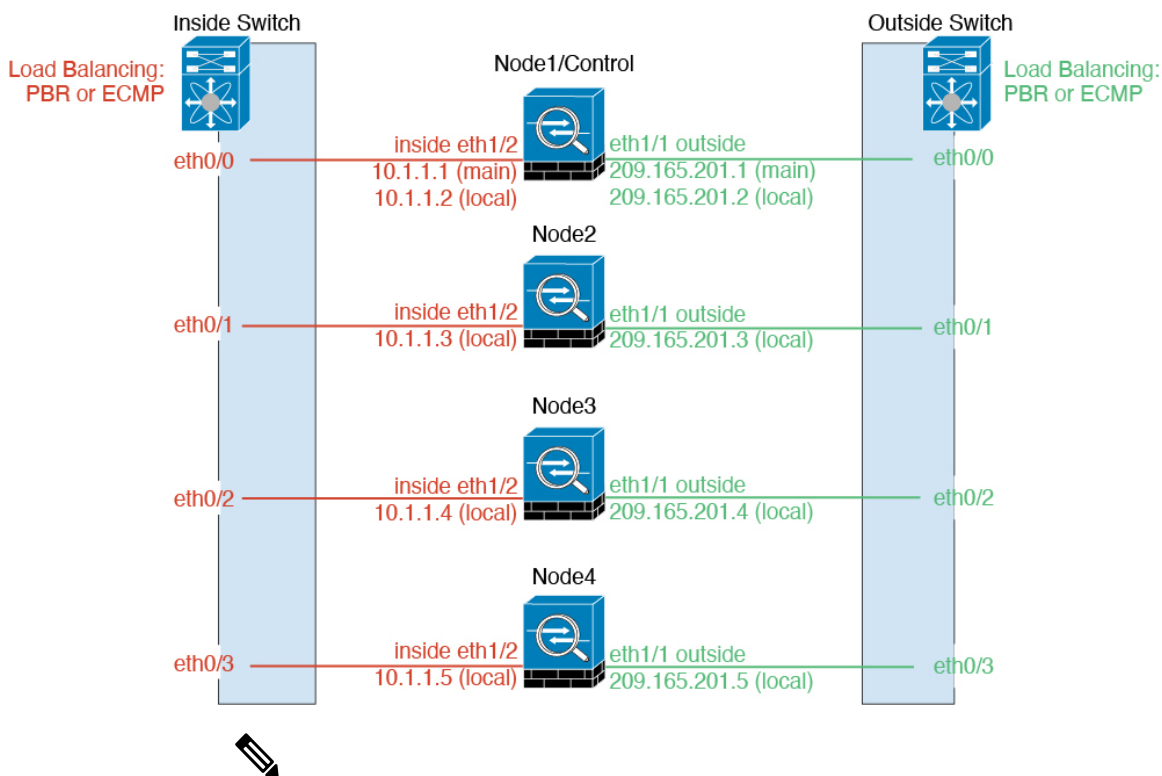 Inside Switch
Outside Switch
Load Balancing:
PBR or ECMP
Node1/Control
Load Balancing:
PBR or ECMP
eth0/0
inside eth1/2
10.1.1.1 (main)
10.1.1.2 (local)
eth1/1 outside
209.165.201.1 (main)
209.165.201.2 (local)
eth0/0
Node2
eth0/1
inside eth1/2
10.1.1.3 (local)
eth1/1 outside
209.165.201.3 (local)
eth0/1
Node3
eth0/2
inside eth1/2
10.1.1.4 (local)
eth1/1 outside
209.165.201.4 (local)
eth0/2
Node4
eth0/3
inside eth1/2
10.1.1.5 (local)
eth1/1 outside
209.165.201.5 (local)
eth0/3